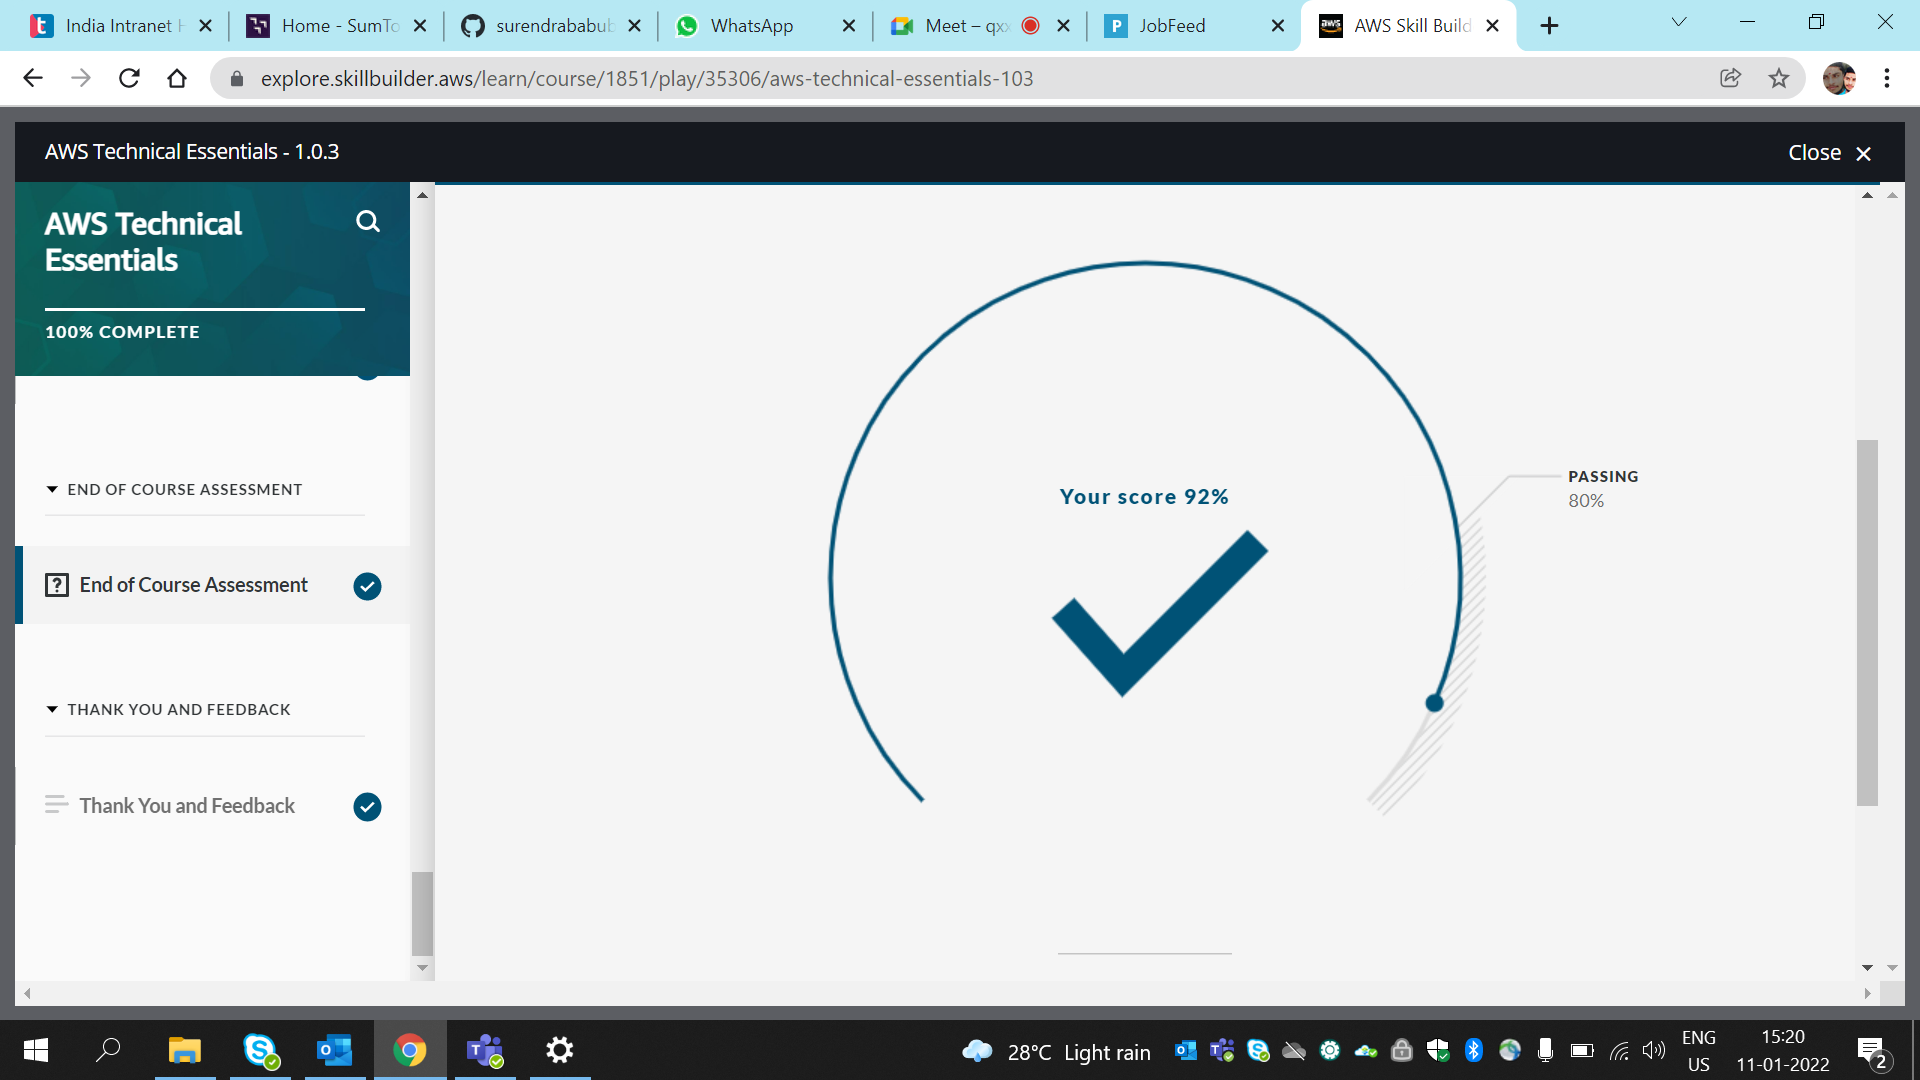 India Intranet H
Home - SumTo
surendrababub
WhatsApp
Meet – qxx
JobFeed
AWS Skill Build
explore.skillbuilder.aws/learn/course/1851/play/35306/aws-technical-essentials-103
AWS Technical Essentials - 1.0.3
Close
AWS Technical
Essentials
100% COMPLETE
END OF COURSE ASSESSMENT
End of Course Assessment
THANK YOU AND FEEDBACK
Thank You and Feedback
Your score 92%
PASSING
80%
28°C Light rain
ENG
US
15:20
11-01-2022
2